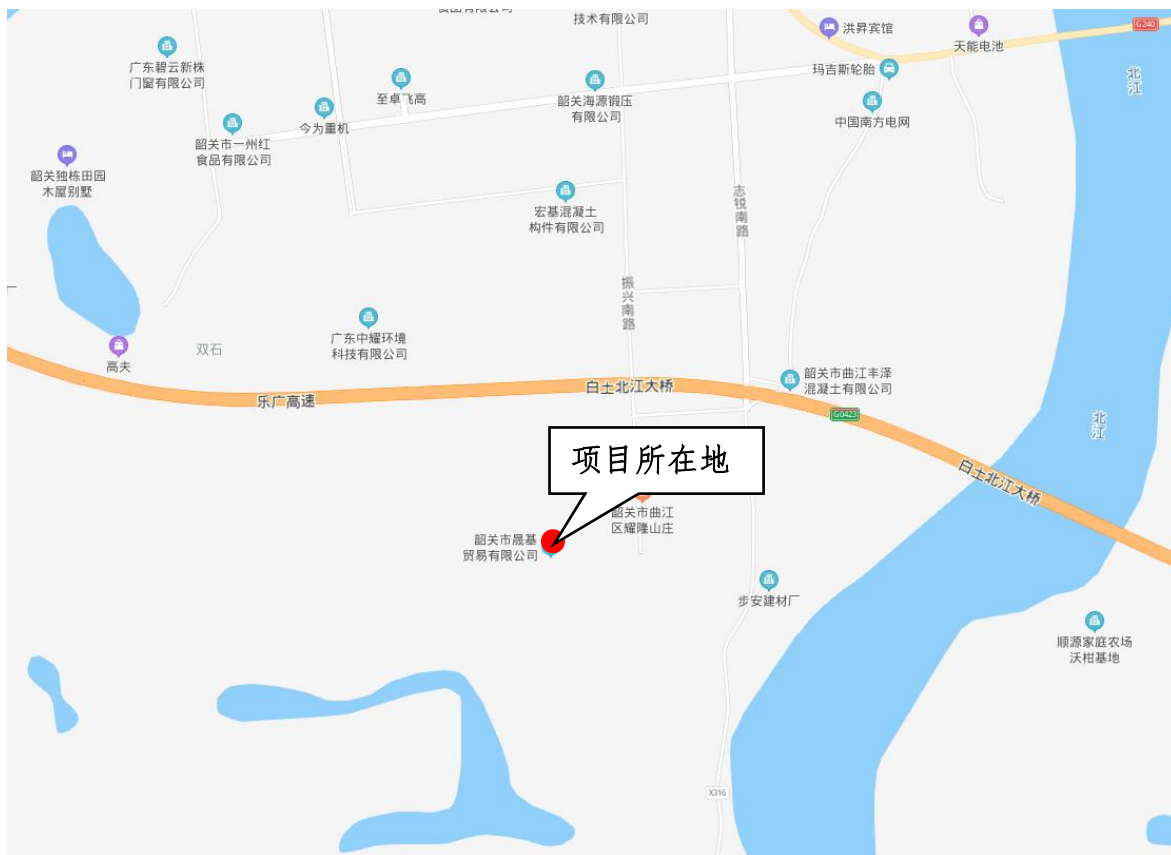 技术有限公司
洪昇宾馆
天能电池
G240
广东碧云新株
门窗有限公司
至卓飞高
韶关海源锻压
有限公司
玛吉斯轮胎
中国南方电网
北江
今为重机
韶关市一州红
食品有限公司
韶关独栋田园
木屋别墅
宏基混凝土
构件有限公司
志锐南路
振兴南路
广东中耀环境
科技有限公司
双石
高夫
乐广高速
白土北江大桥
韶关市曲江丰泽
混凝土有限公司
G0423
北江
白土北江大桥
项目所在地
韶关市曲江
区耀隆山庄
韶关市晟基
贸易有限公司
步安建材厂
顺源家庭农场
沃柑基地
X316